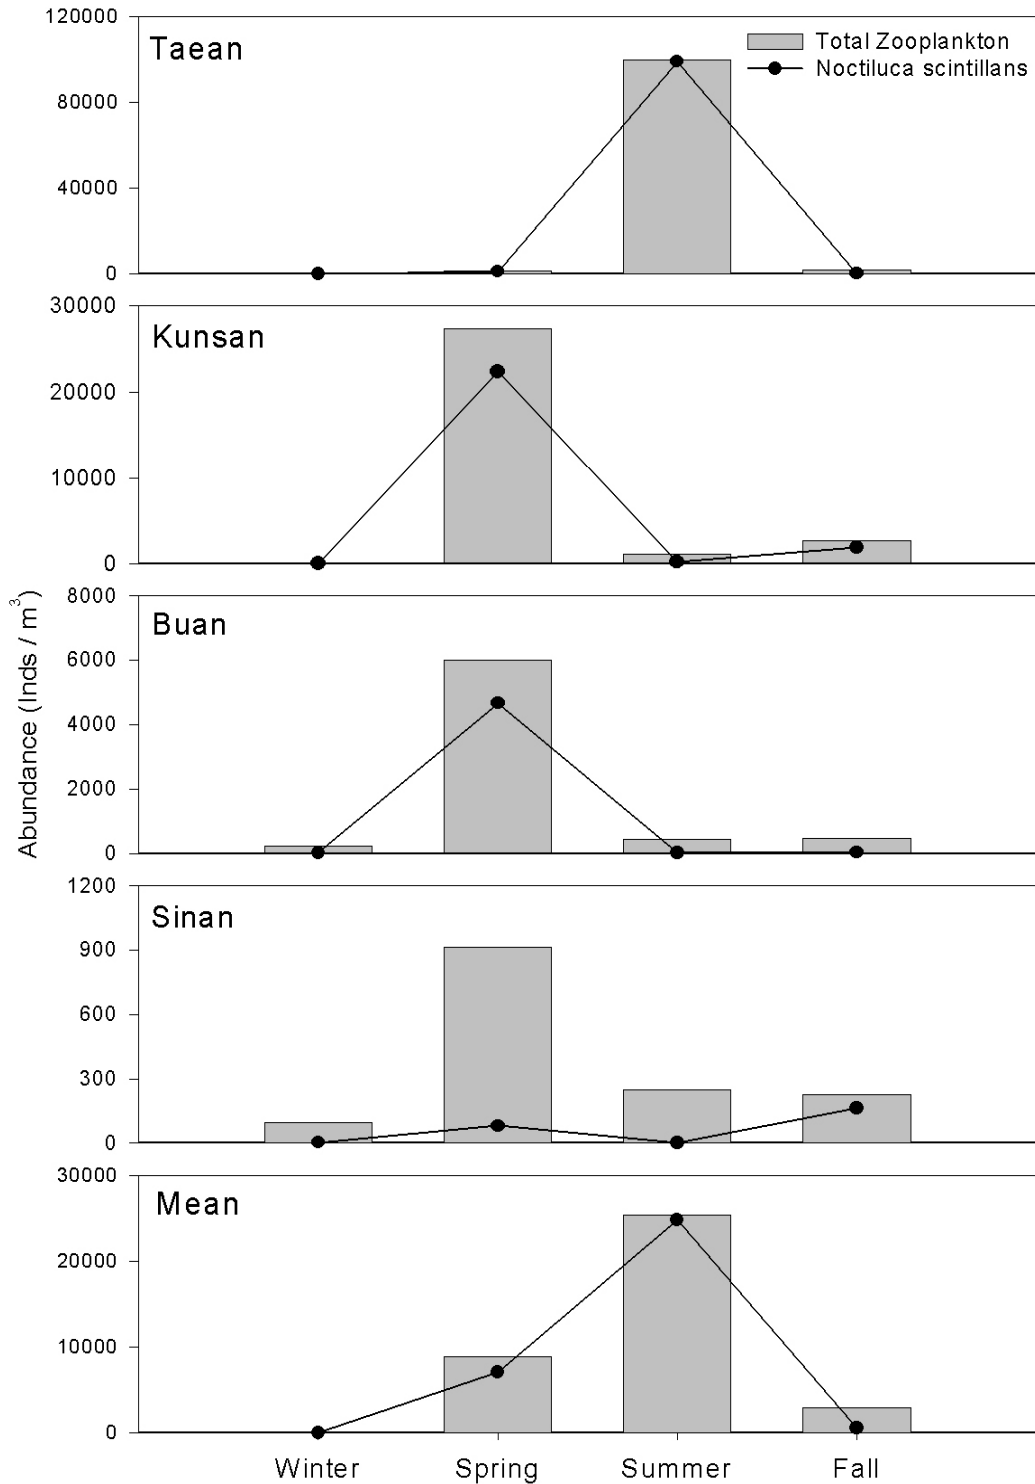 120000
80000
40000
0
Taean
Total Zooplankton
Noctiluca scintillans
30000
20000
10000
0
Kunsan
8000
6000
4000
2000
0
Buan
Abundance (Inds / m³)
1200
900
600
300
0
Sinan
30000
20000
10000
0
Mean
Winter Spring Summer Fall